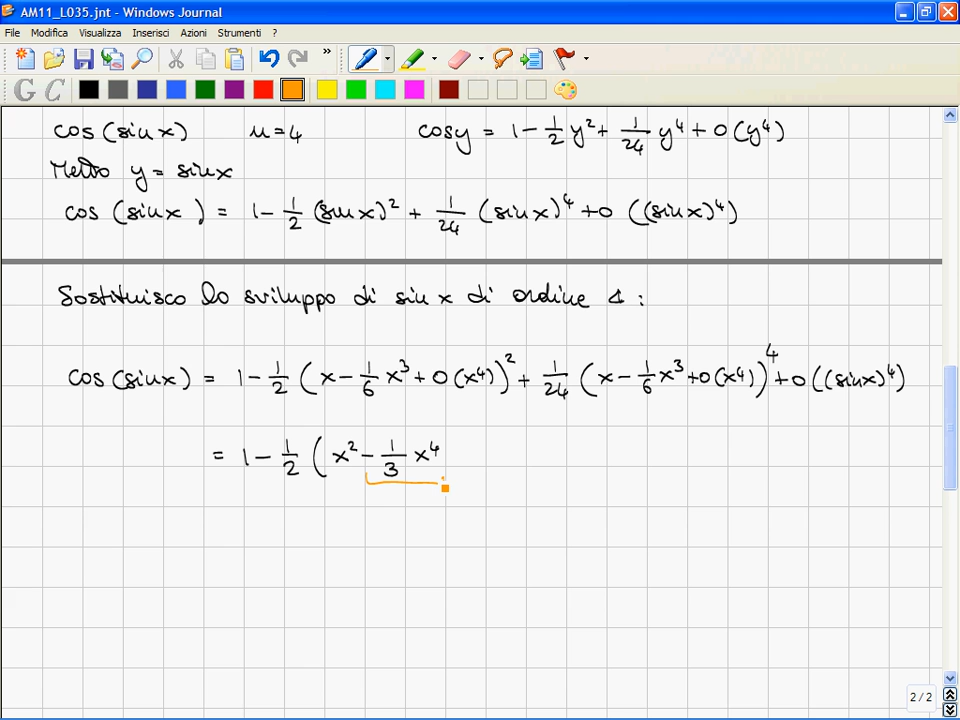 AM11_L035.jnt - Windows Journal
File Modifica Visualizza Inserisci Azioni Strumenti ?
G C
cos(sin x) n=4 cos y = 1 - 1/2 y² + 1/24 y⁴ + o(y⁴)
Metto y = sin x
cos (sin x) = 1 - 1/2 (sin x)² + 1/24 (sin x)⁴ + o ((sin x)⁴)
Sostituisco lo sviluppo di sin x di ordine 4 :
cos (sin x) = 1 - 1/2 (x - 1/6 x³ + o(x⁴))² + 1/24 (x - 1/6 x³ + o(x⁴))⁴ + o((sin x)⁴)
= 1 - 1/2 (x² - 1/3 x⁴
2 / 2